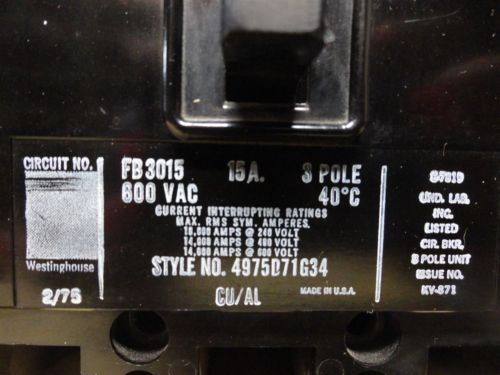 CIRCUIT NO.
Westinghouse
2/75
FB3015 15A. 3 POLE
600 VAC 40°C
CURRENT INTERRUPTING RATINGS
MAX. RMS SYM. AMPERES.
18,000 AMPS @ 240 VOLT
14,000 AMPS @ 480 VOLT
14,000 AMPS @ 600 VOLT
STYLE NO. 4975D71G34
CU/AL MADE IN U.S.A.
UND. LAB.
INC.
LISTED
CIR. BKR.
3 POLE UNIT
ISSUE NO.
KV-871